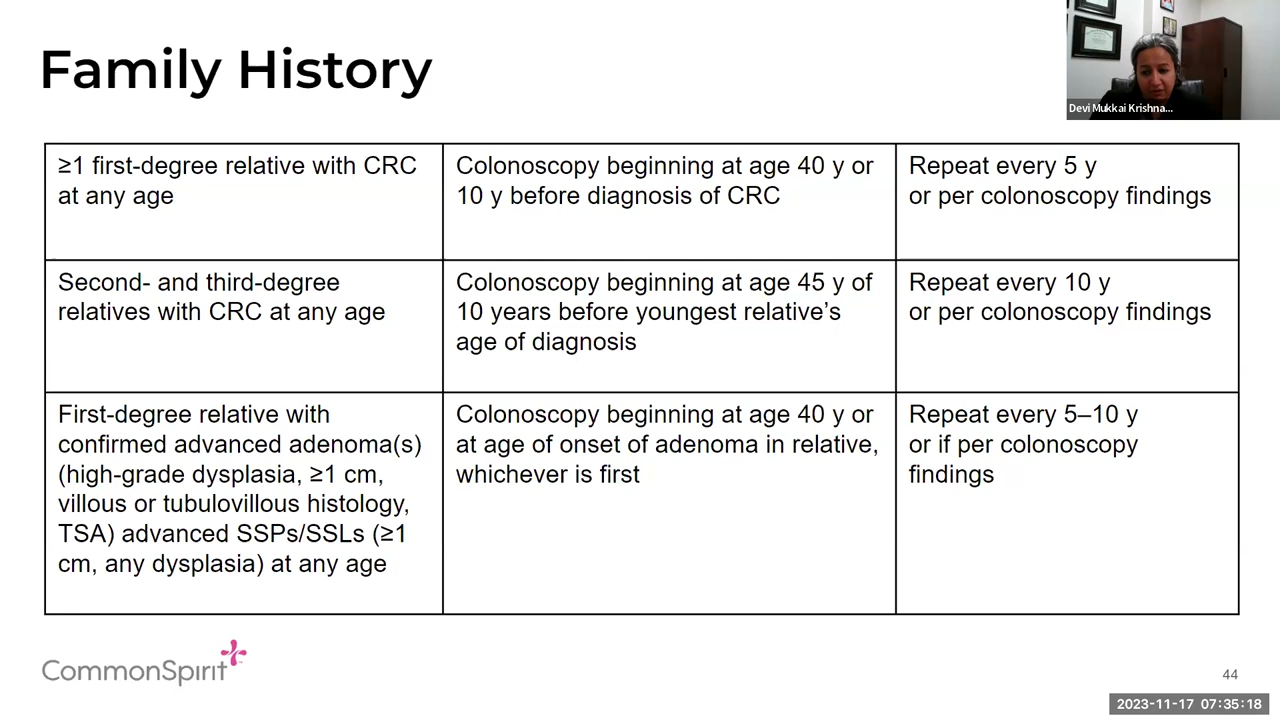 Family History
Devi Mukkai Krishna...
≥1 first-degree relative with CRC
at any age
Colonoscopy beginning at age 40 y or
10 y before diagnosis of CRC
Repeat every 5 y
or per colonoscopy findings
Second- and third-degree
relatives with CRC at any age
Colonoscopy beginning at age 45 y of
10 years before youngest relative’s
age of diagnosis
Repeat every 10 y
or per colonoscopy findings
First-degree relative with
confirmed advanced adenoma(s)
(high-grade dysplasia, ≥1 cm,
villous or tubulovillous histology,
TSA) advanced SSPs/SSLs (≥1
cm, any dysplasia) at any age
Colonoscopy beginning at age 40 y or
at age of onset of adenoma in relative,
whichever is first
Repeat every 5–10 y
or if per colonoscopy
findings
CommonSpirit
44
2023-11-17 07:35:18